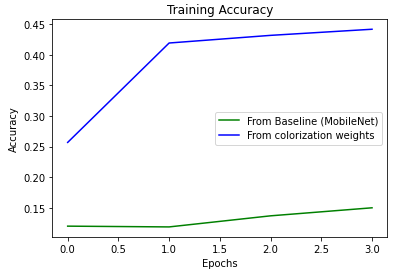 Training Accuracy
0.45
0.40
0.35
0.30
0.25
0.20
0.15
Accuracy
From Baseline (MobileNet)
From colorization weights
0.0 0.5 1.0 1.5 2.0 2.5 3.0
Epochs